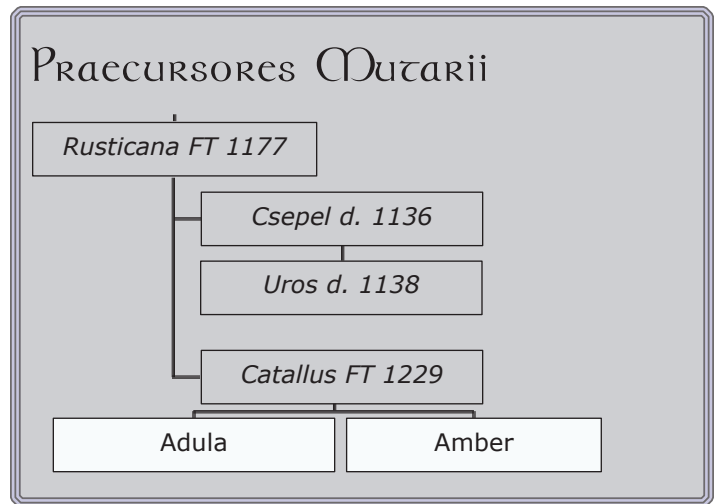 Praecursores Mutarii
Rusticana FT 1177
Csepel d. 1136
Uros d. 1138
Catallus FT 1229
Adula
Amber